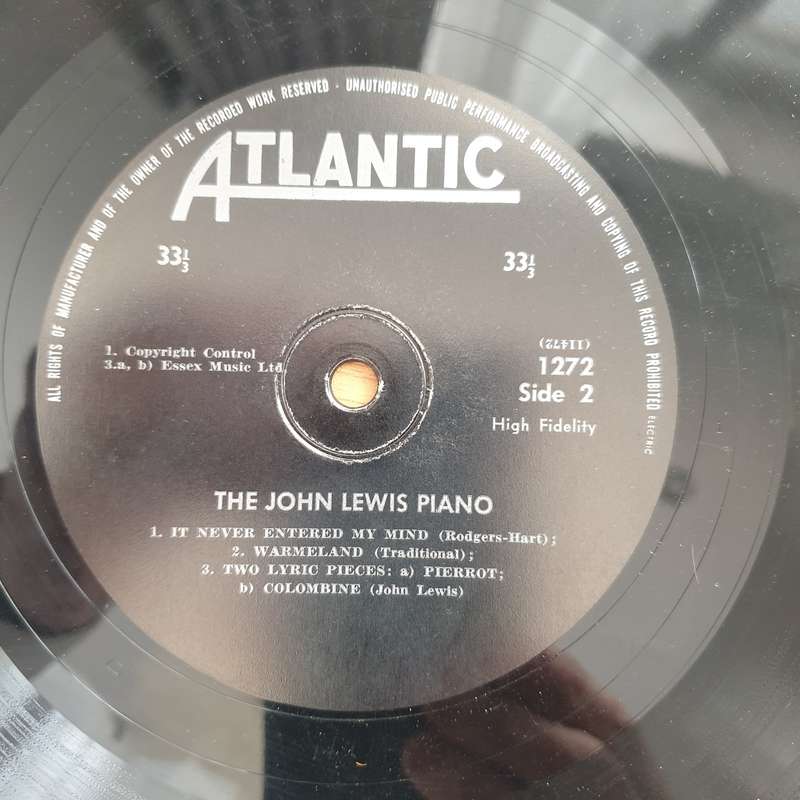 ALL RIGHTS OF MANUFACTURER AND OF THE OWNER OF THE RECORDED WORK RESERVED · UNAUTHORISED PUBLIC PERFORMANCE BROADCASTING AND COPYING OF THIS RECORD PROHIBITED ELECTRIC
ATLANTIC
33⅓ 33⅓
(11472)
1. Copyright Control
3.a, b) Essex Music Ltd
1272
Side 2
High Fidelity
THE JOHN LEWIS PIANO
1. IT NEVER ENTERED MY MIND (Rodgers-Hart);
2. WARMELAND (Traditional);
3. TWO LYRIC PIECES: a) PIERROT;
b) COLOMBINE (John Lewis)